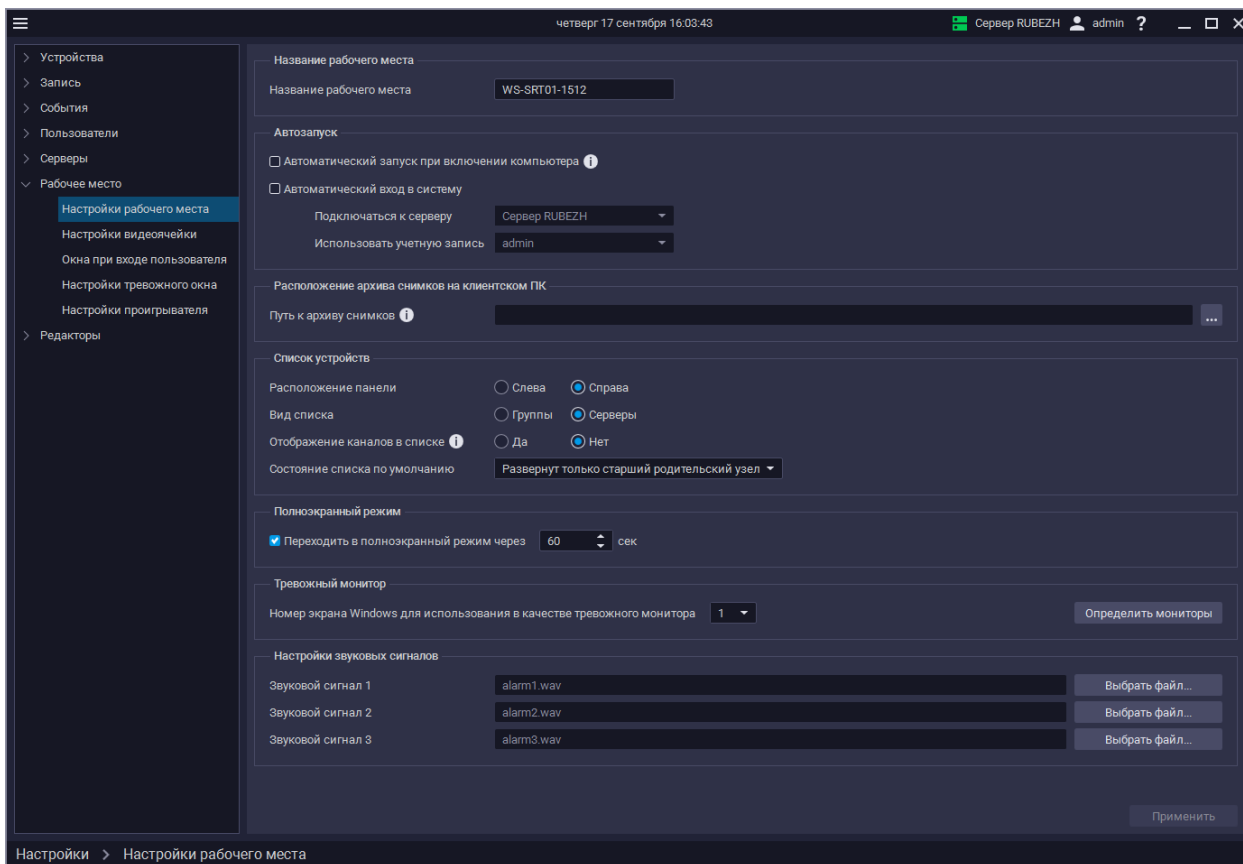 четверг 17 сентября 16:03:43
Сервер RUBEZH admin ?
Устройства
Запись
События
Пользователи
Серверы
Рабочее место
Настройки рабочего места
Настройки видеоячейки
Окна при входе пользователя
Настройки тревожного окна
Настройки проигрывателя
Редакторы
Название рабочего места
Название рабочего места WS-SRT01-1512
Автозапуск
Автоматический запуск при включении компьютера i
Автоматический вход в систему
Подключаться к серверу Сервер RUBEZH
Использовать учетную запись admin
Расположение архива снимков на клиентском ПК
Путь к архиву снимков i ...
Список устройств
Расположение панели Слева Справа
Вид списка Группы Серверы
Отображение каналов в списке i Да Нет
Состояние списка по умолчанию Развернут только старший родительский узел
Полноэкранный режим
Переходить в полноэкранный режим через 60 сек
Тревожный монитор
Номер экрана Windows для использования в качестве тревожного монитора 1 Определить мониторы
Настройки звуковых сигналов
Звуковой сигнал 1 alarm1.wav Выбрать файл...
Звуковой сигнал 2 alarm2.wav Выбрать файл...
Звуковой сигнал 3 alarm3.wav Выбрать файл...
Применить
Настройки > Настройки рабочего места